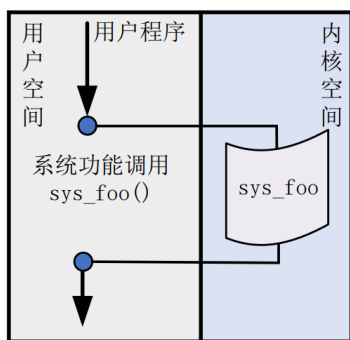 用户空间
用户程序
内核空间
系统功能调用
sys_foo()
sys_foo